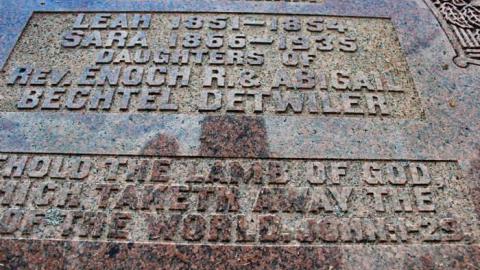 LEAH 1851-1854
SARA 1866-1935
DAUGHTERS OF
REV. ENOCH R. & ABIGAIL
BECHTEL DETWILER
HOLD THE LAMB OF GOD,
HICH TAKETH AWAY THE
OF THE WORLD. JOHN:1-29